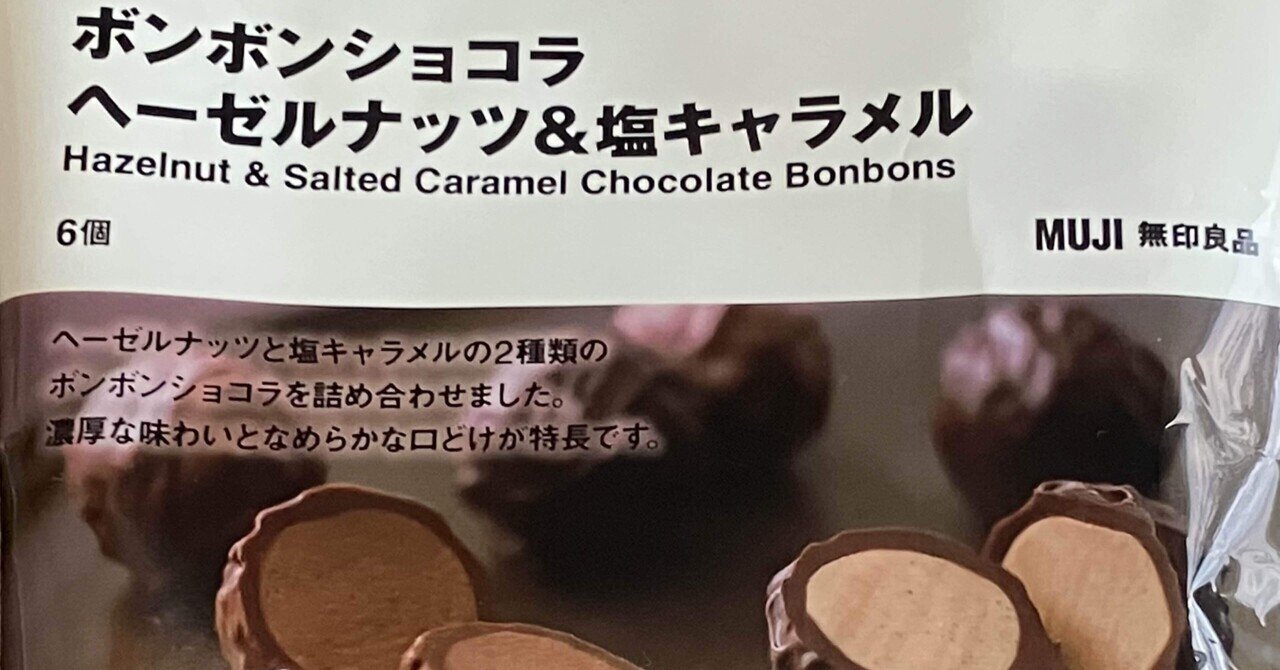 ボンボンショコラ
ヘーゼルナッツ&塩キャラメル
Hazelnut & Salted Caramel Chocolate Bonbons
6個
MUJI 無印良品
ヘーゼルナッツと塩キャラメルの2種類の
ボンボンショコラを詰め合わせました。
濃厚な味わいとなめらかな口どけが特長です。